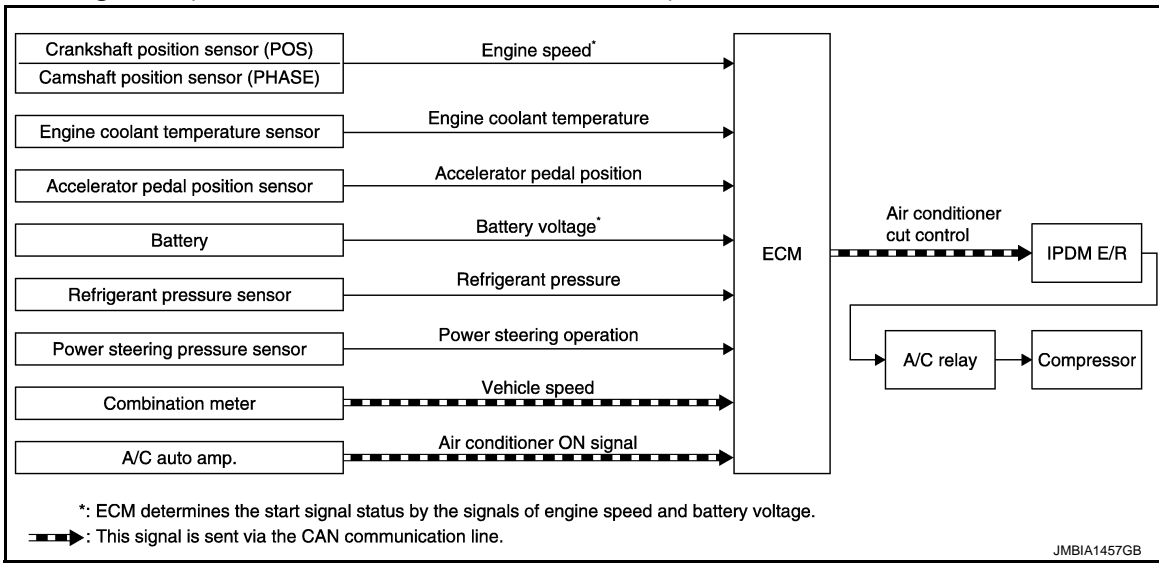 Crankshaft position sensor (POS)
Camshaft position sensor (PHASE)
Engine speed*
Engine coolant temperature sensor
Engine coolant temperature
Accelerator pedal position sensor
Accelerator pedal position
Battery
Battery voltage*
Refrigerant pressure sensor
Refrigerant pressure
Power steering pressure sensor
Power steering operation
Combination meter
Vehicle speed
A/C auto amp.
Air conditioner ON signal
ECM
Air conditioner
cut control
IPDM E/R
A/C relay
Compressor
*: ECM determines the start signal status by the signals of engine speed and battery voltage.
: This signal is sent via the CAN communication line.
JMBIA1457GB